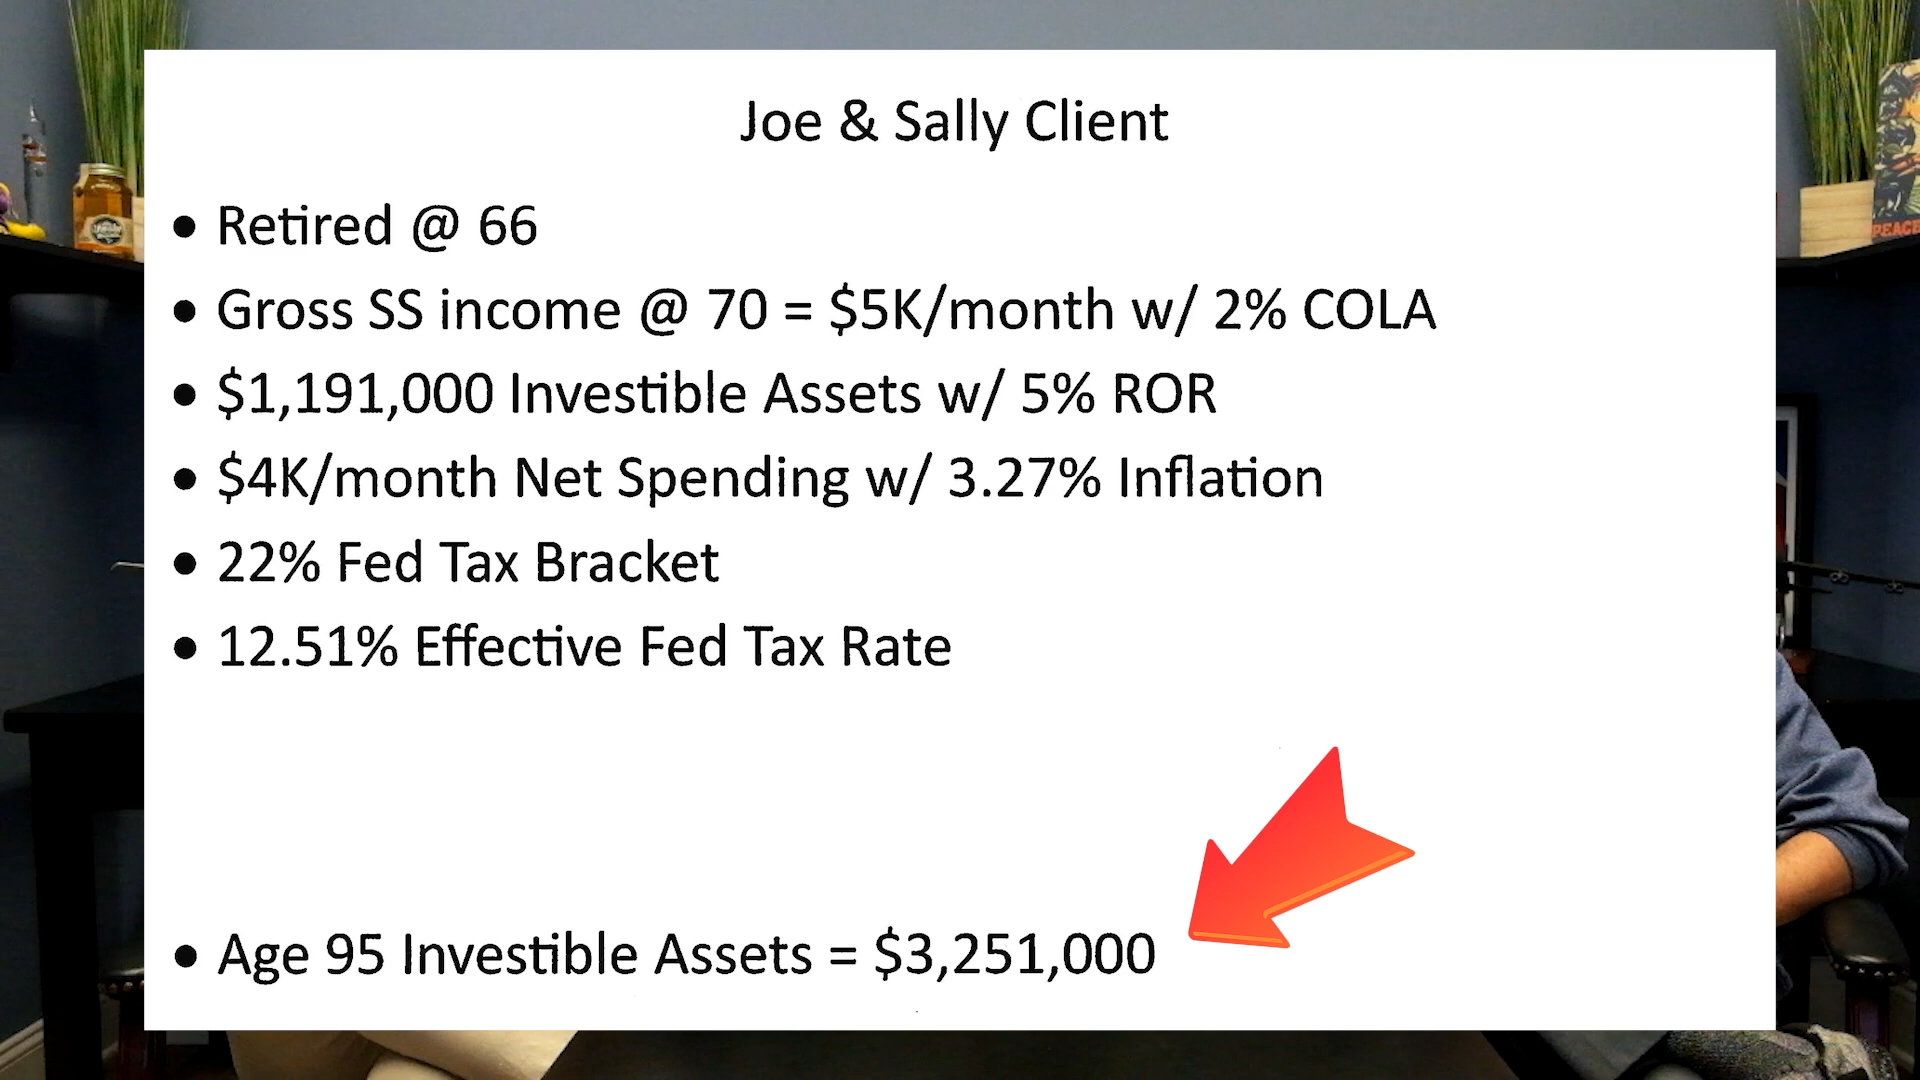 Joe & Sally Client
• Retired @ 66
• Gross SS income @ 70 = $5K/month w/ 2% COLA
• $1,191,000 Investible Assets w/ 5% ROR
• $4K/month Net Spending w/ 3.27% Inflation
• 22% Fed Tax Bracket
• 12.51% Effective Fed Tax Rate
• Age 95 Investible Assets = $3,251,000
PEACE